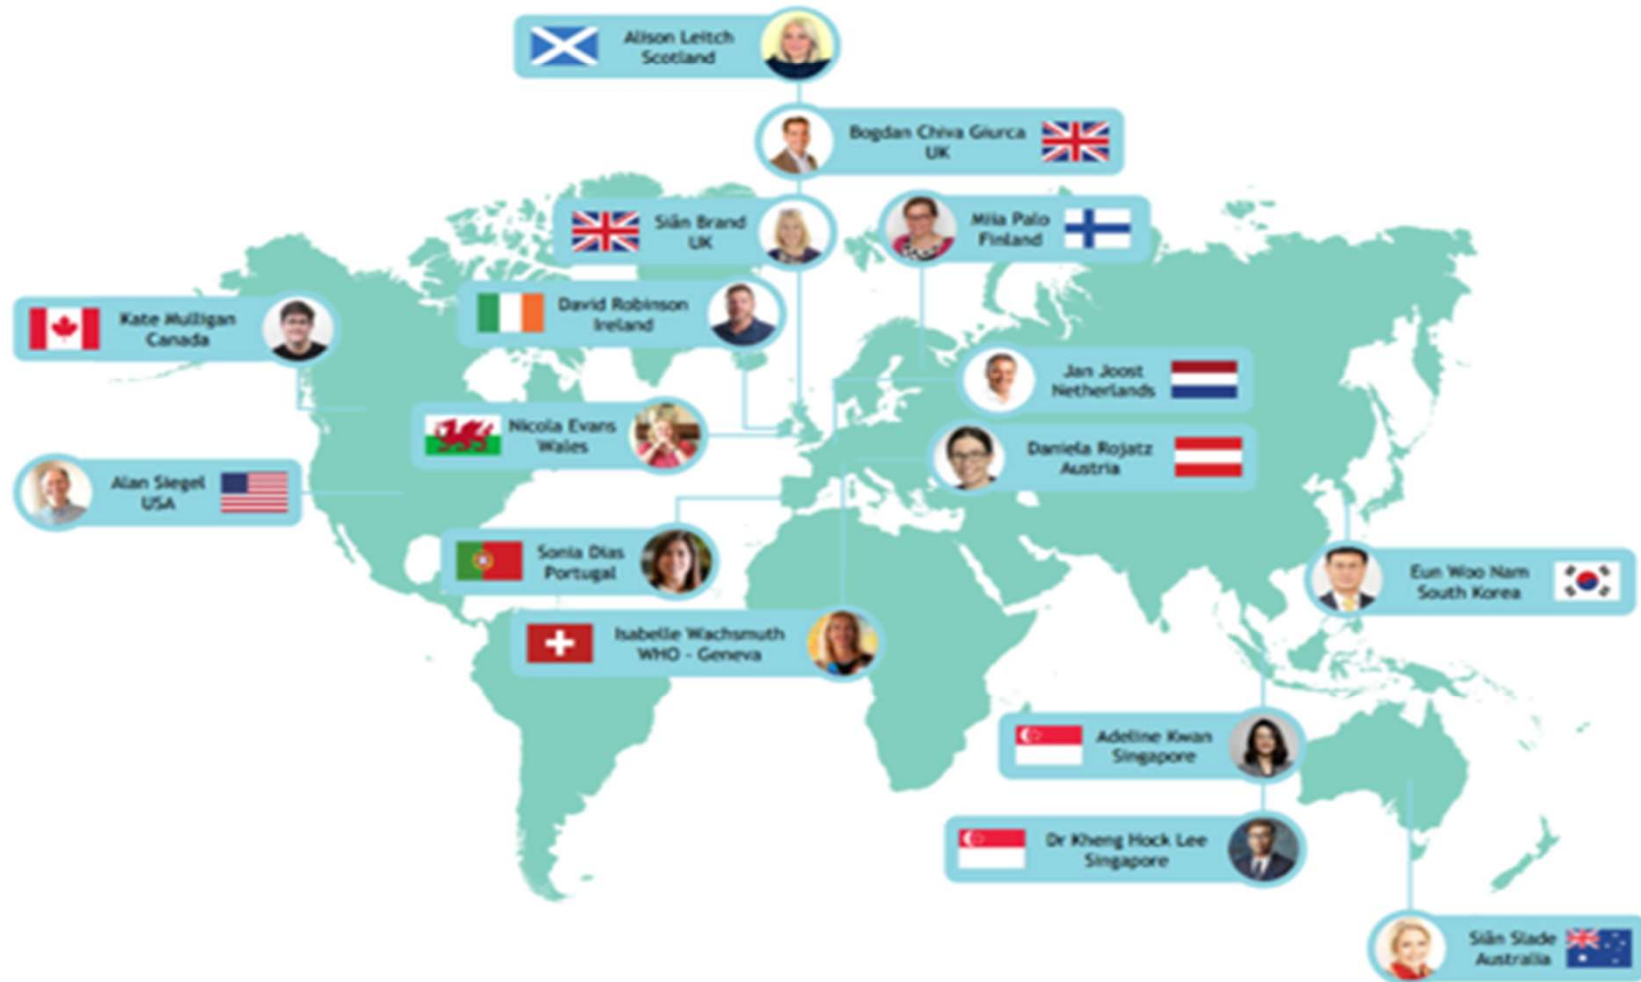 Alison Leitch
Scotland
Bogdan Chiva Giurca
UK
Siân Brand
UK
Miia Palo
Finland
David Robinson
Ireland
Kate Mulligan
Canada
Jan Joost
Netherlands
Nicola Evans
Wales
Daniela Rojatz
Austria
Alan Siegel
USA
Sonia Dias
Portugal
Eun Woo Nam
South Korea
Isabelle Wachsmuth
WHO - Geneva
Adeline Kwan
Singapore
Dr Kheng Hock Lee
Singapore
Siân Slade
Australia